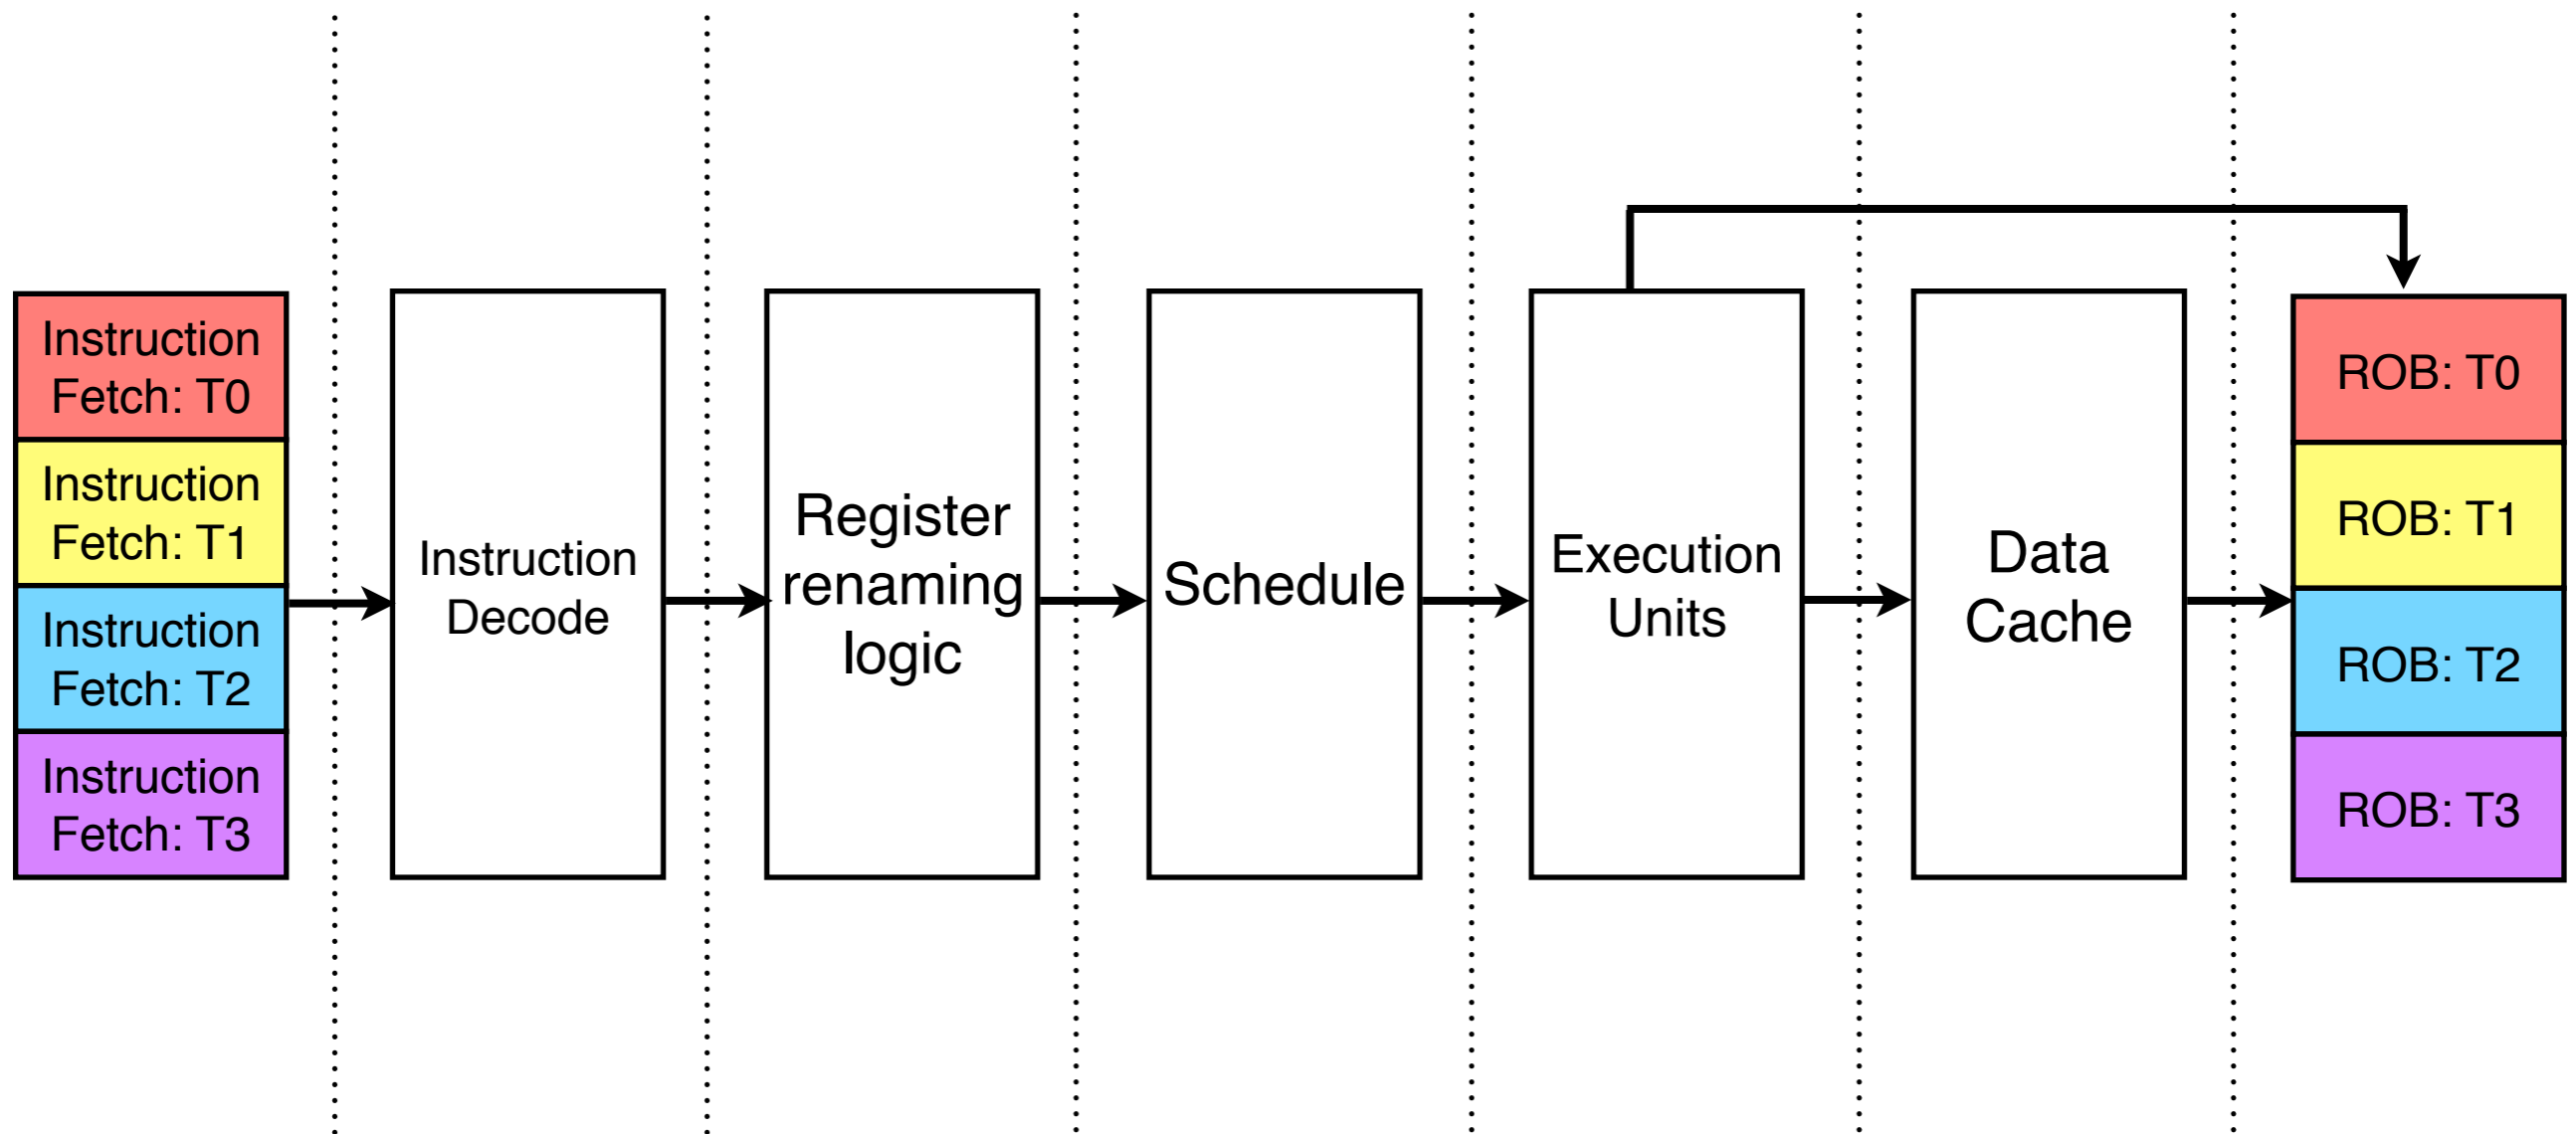 Instruction
Fetch: T0
Instruction
Fetch: T1
Instruction
Fetch: T2
Instruction
Fetch: T3
Instruction
Decode
Register
renaming
logic
Schedule
Execution
Units
Data
Cache
ROB: T0
ROB: T1
ROB: T2
ROB: T3